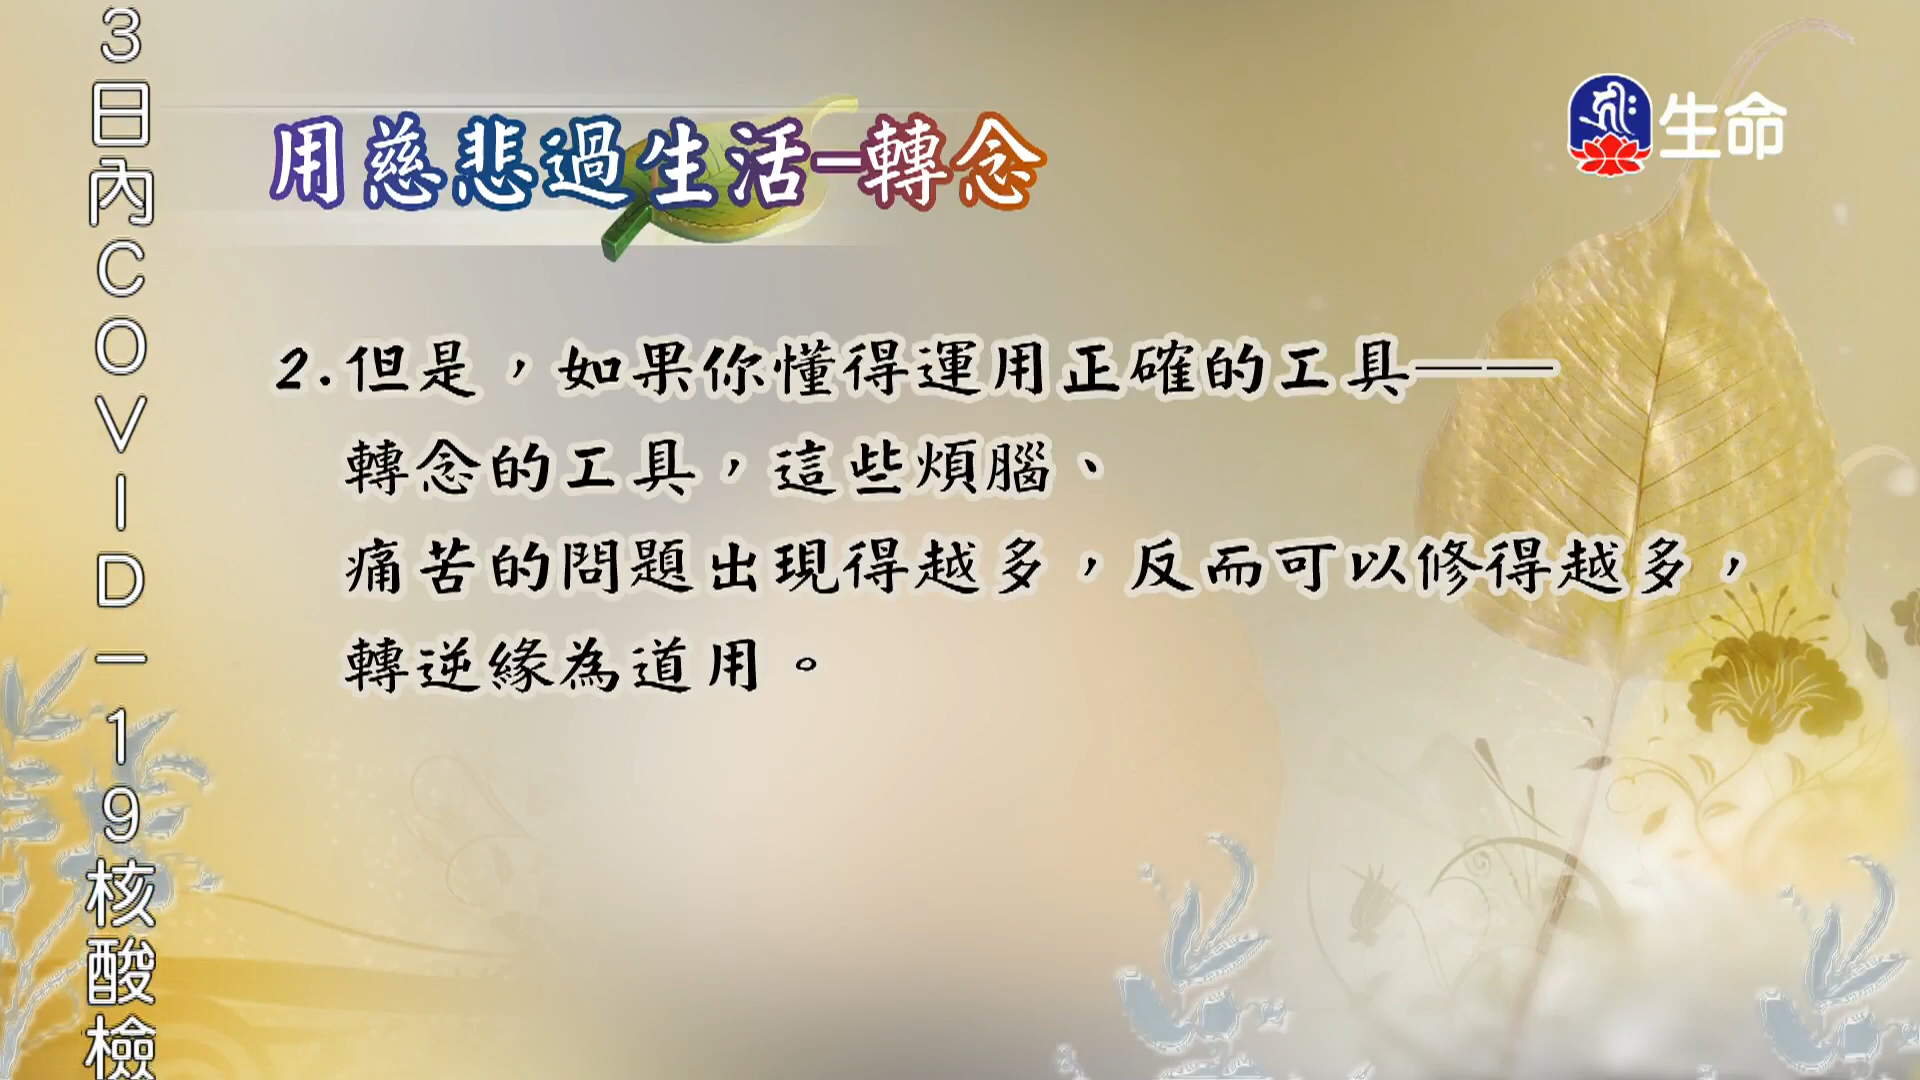 3日內COVID-19核酸檢
用慈悲過生活-轉念
生命
2.但是,如果你懂得運用正確的工具——
轉念的工具,這些煩腦、
痛苦的問題出現得越多,反而可以修得越多,
轉逆緣為道用。